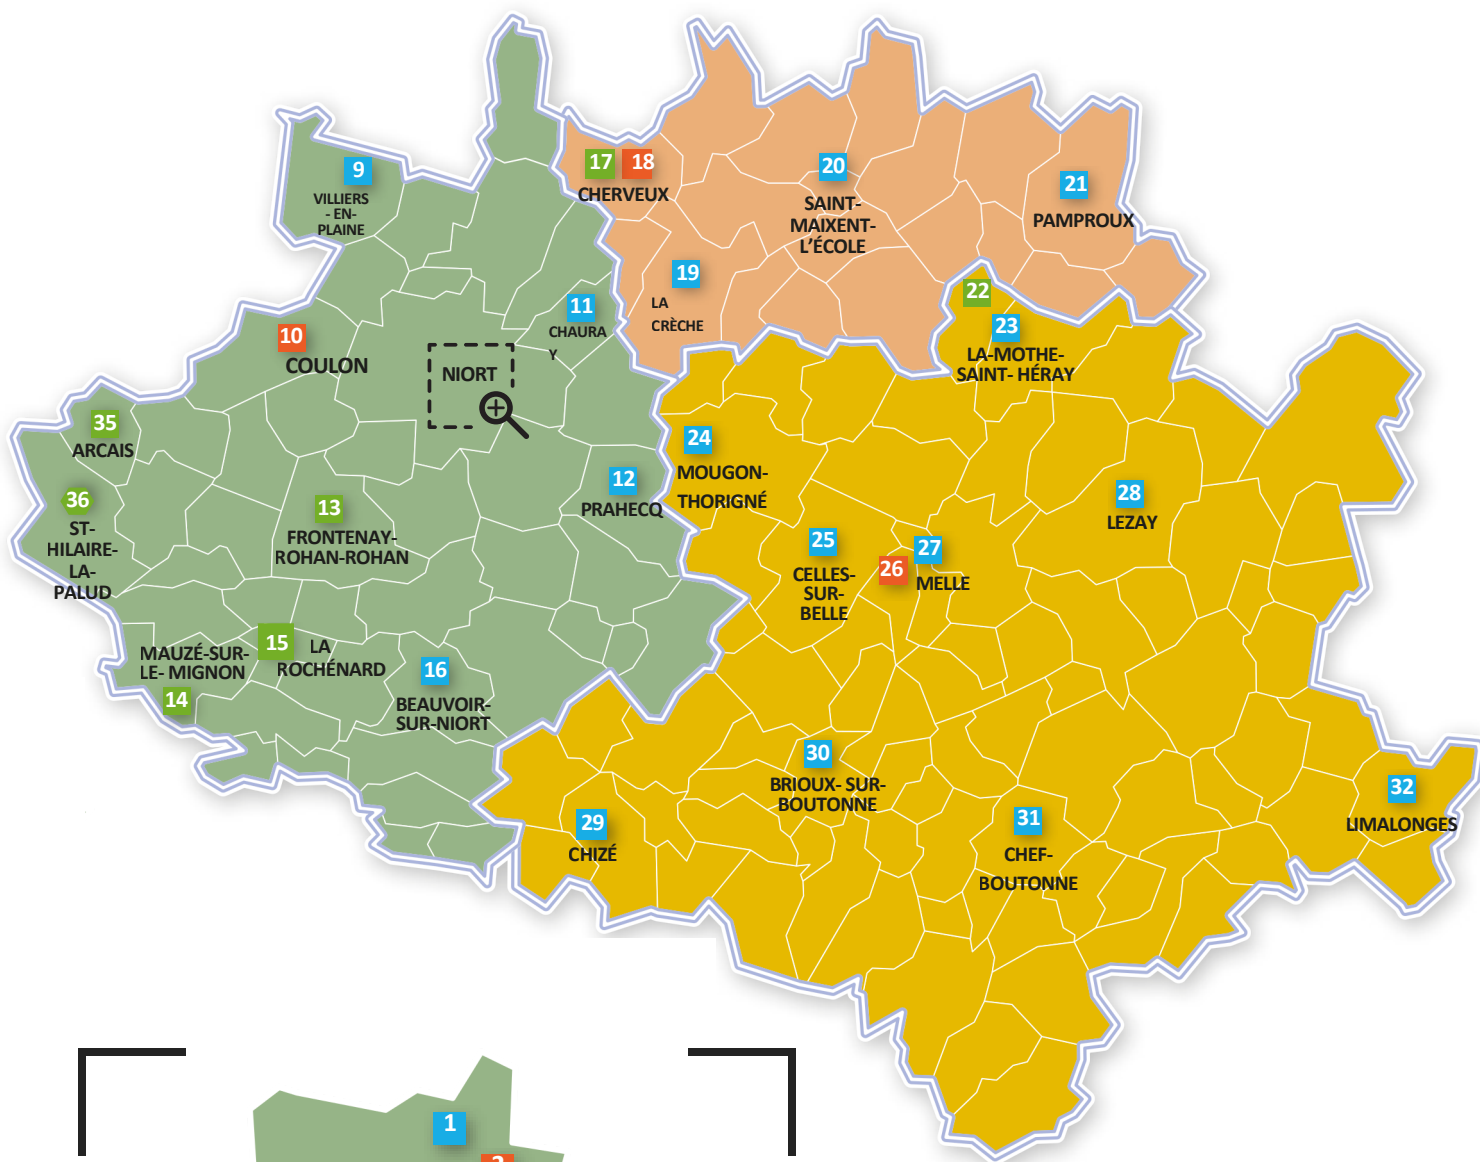 9
VILLIERS
- EN-
PLAINE
17 18
CHERVEUX
20
SAINT-
MAIXENT-
L'ÉCOLE
21
PAMPROUX
19
LA
CRÈCHE
22
23
LA-MOTHE-
SAINT- HÉRAY
11
CHAURA
Y
10
COULON
NIORT
35
ARCAIS
36
ST-
HILAIRE-
LA-
PALUD
13
FRONTENAY-
ROHAN-ROHAN
12
PRAHECQ
24
MOUGON-
THORIGNÉ
28
LEZAY
25
CELLES-
SUR-
BELLE
26
27
MELLE
15
LA
ROCHÉNARD
MAUZÉ-SUR-
LE- MIGNON
14
16
BEAUVOIR-
SUR-NIORT
30
BRIOUX- SUR-
BOUTONNE
29
CHIZÉ
31
CHEF-
BOUTONNE
32
LIMALONGES
1